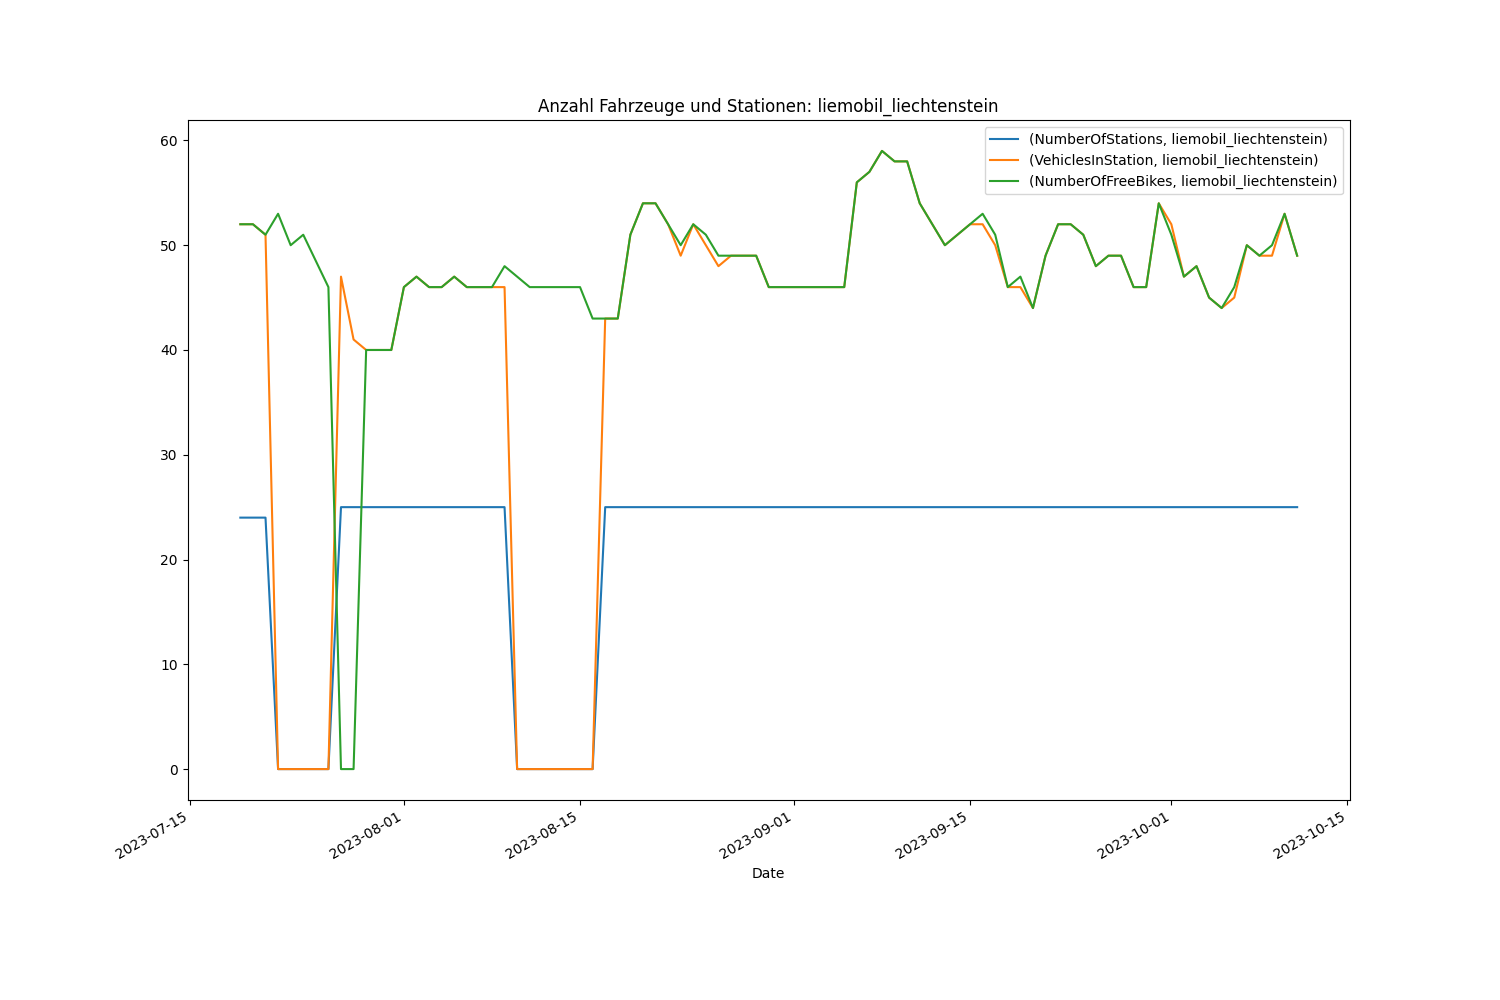 Anzahl Fahrzeuge und Stationen: liemobil_liechtenstein
(NumberOfStations, liemobil_liechtenstein)
(VehiclesInStation, liemobil_liechtenstein)
(NumberOfFreeBikes, liemobil_liechtenstein)
60
50
40
30
20
10
0
2023-07-15
2023-08-01
2023-08-15
2023-09-01
2023-09-15
2023-10-01
2023-10-15
Date